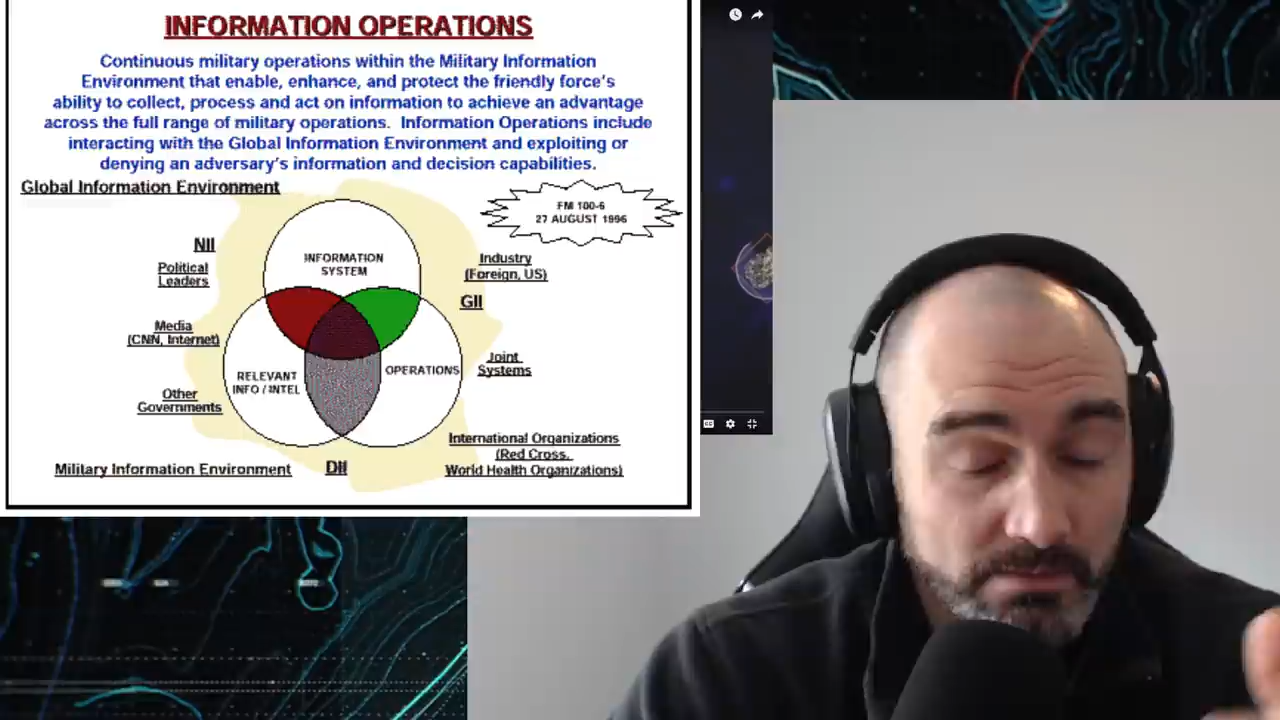 INFORMATION OPERATIONS
Continuous military operations within the Military Information
Environment that enable, enhance, and protect the friendly force's
ability to collect, process and act on information to achieve an advantage
across the full range of military operations. Information Operations include
interacting with the Global Information Environment and exploiting or
denying an adversary's information and decision capabilities.
Global Information Environment
FM 100-6
27 AUGUST 1996
NII
Political
Leaders
INFORMATION
SYSTEM
Industry
(Foreign, US)
GII
Media
(CNN, Internet)
Joint
Systems
RELEVANT
INFO / INTEL
OPERATIONS
Other
Governments
International Organizations
(Red Cross,
World Health Organizations)
Military Information Environment
DII